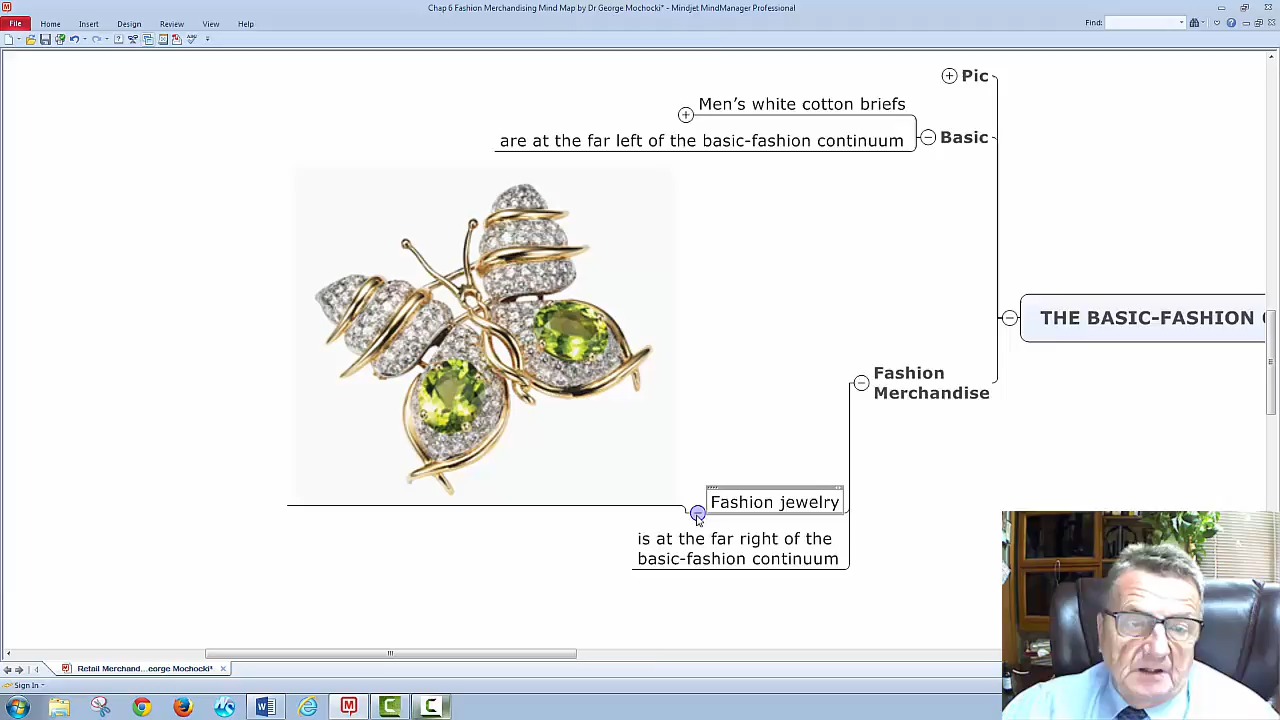 Chap 6 Fashion Merchandising Mind Map by Dr George Mochocki* - Mindjet MindManager Professional
File Home Insert Design Review View Help
Find:
Pic
Men's white cotton briefs
are at the far left of the basic-fashion continuum
Basic
THE BASIC-FASHION
Fashion
Merchandise
Fashion jewelry
is at the far right of the
basic-fashion continuum
Retail Merchand...eorge Mochocki*
Sign In